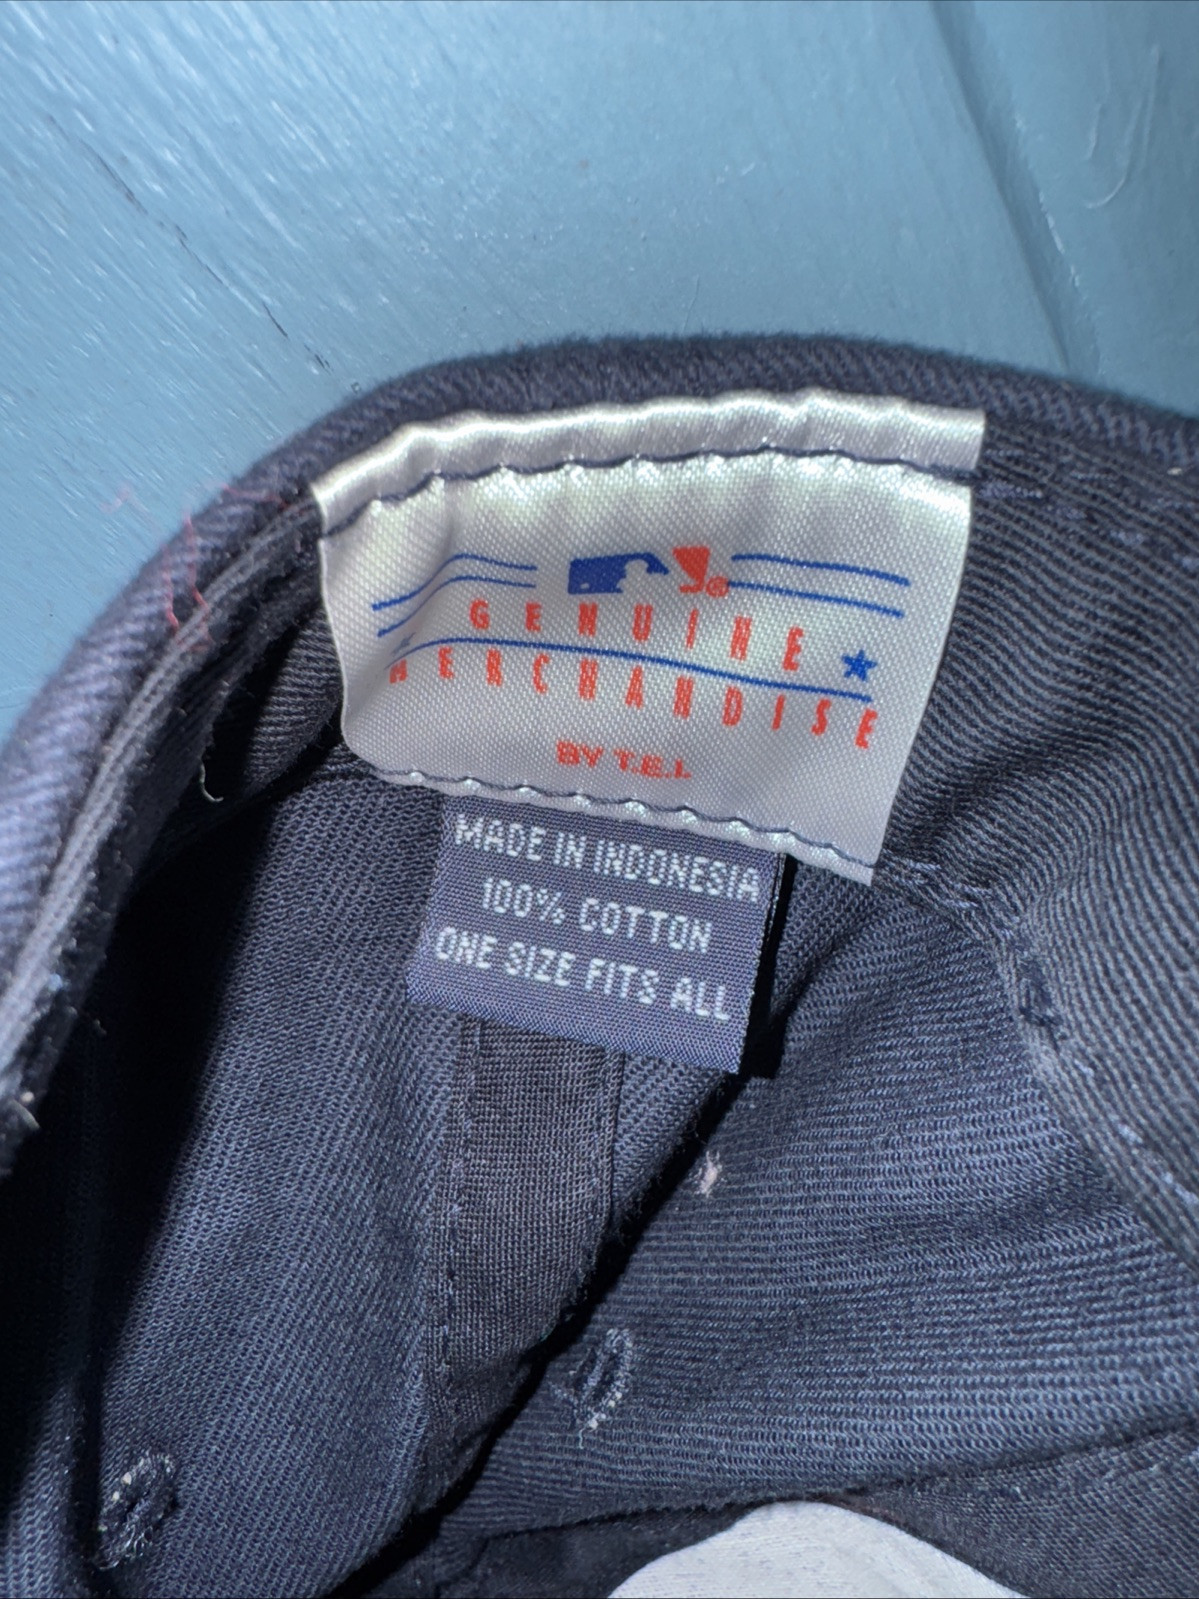 GENUINE
MERCHANDISE
BY T.E.I.
MADE IN INDONESIA
100% COTTON
ONE SIZE FITS ALL